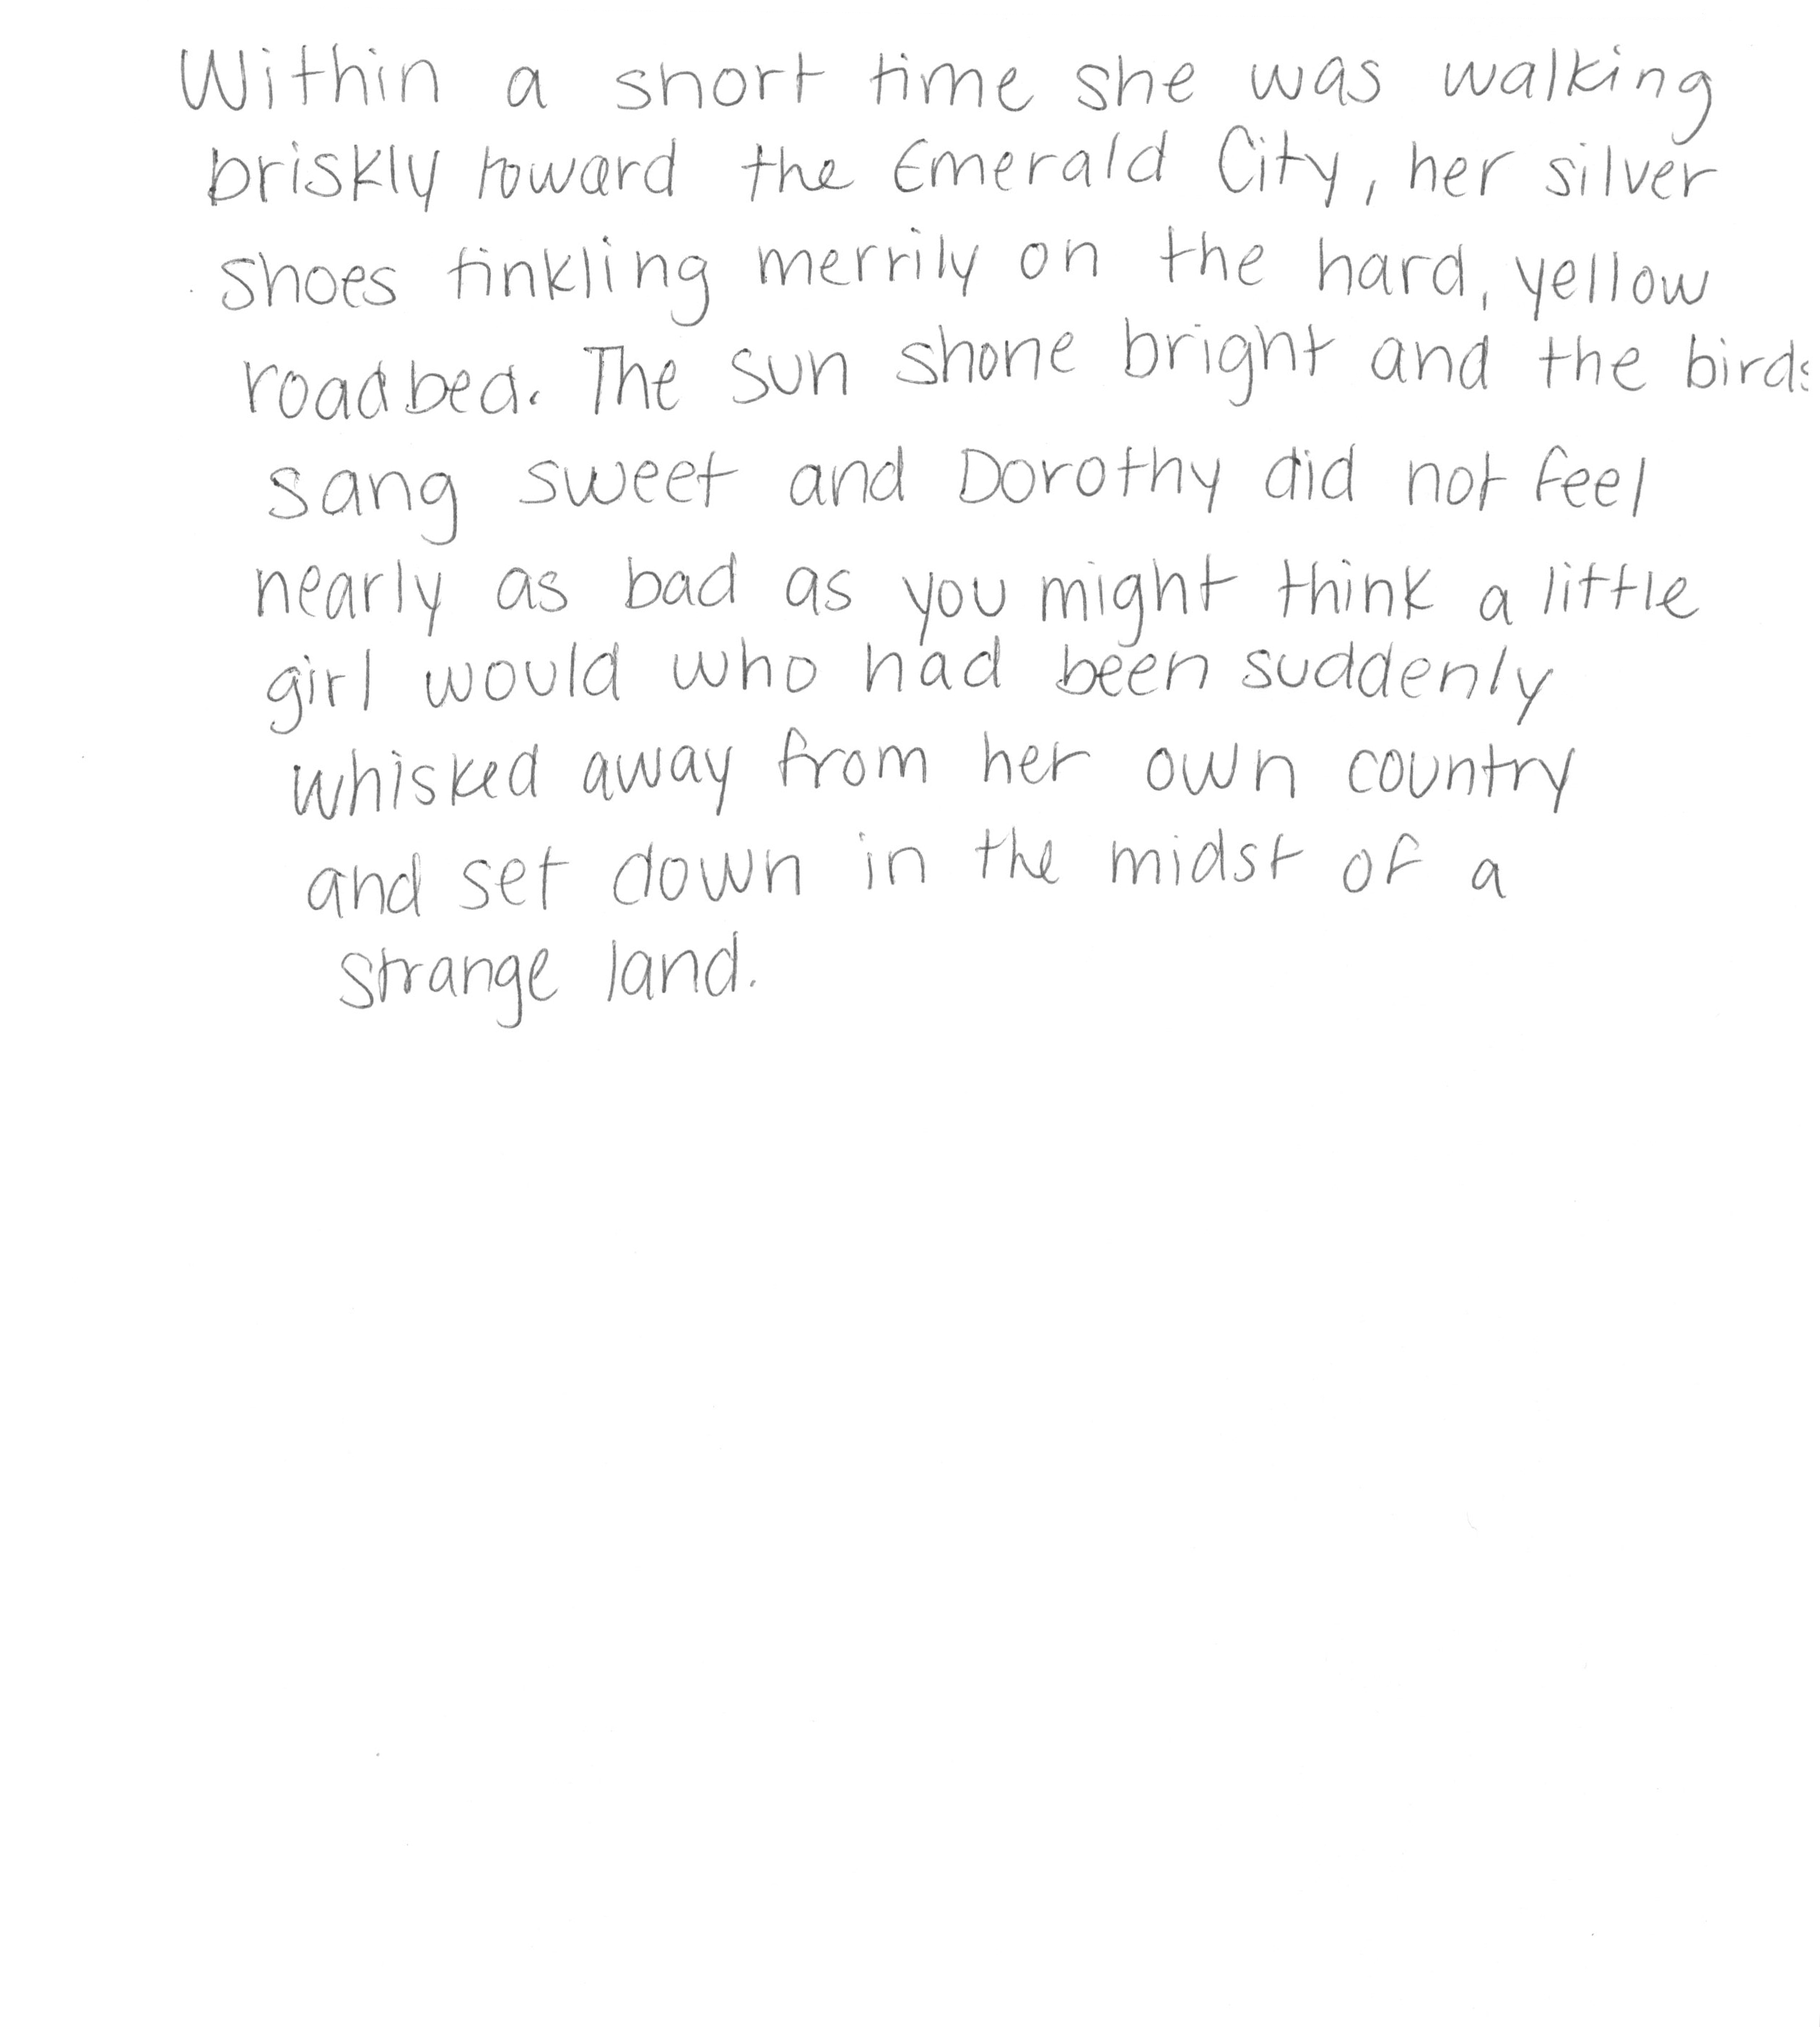 Within a short time she was walking
briskly toward the Emerald City, her silver
shoes tinkling merrily on the hard, yellow
roadbed. The sun shone bright and the birds
sang sweet and Dorothy did not feel
nearly as bad as you might think a little
girl would who had been suddenly
whisked away from her own country
and set down in the midst of a
strange land.